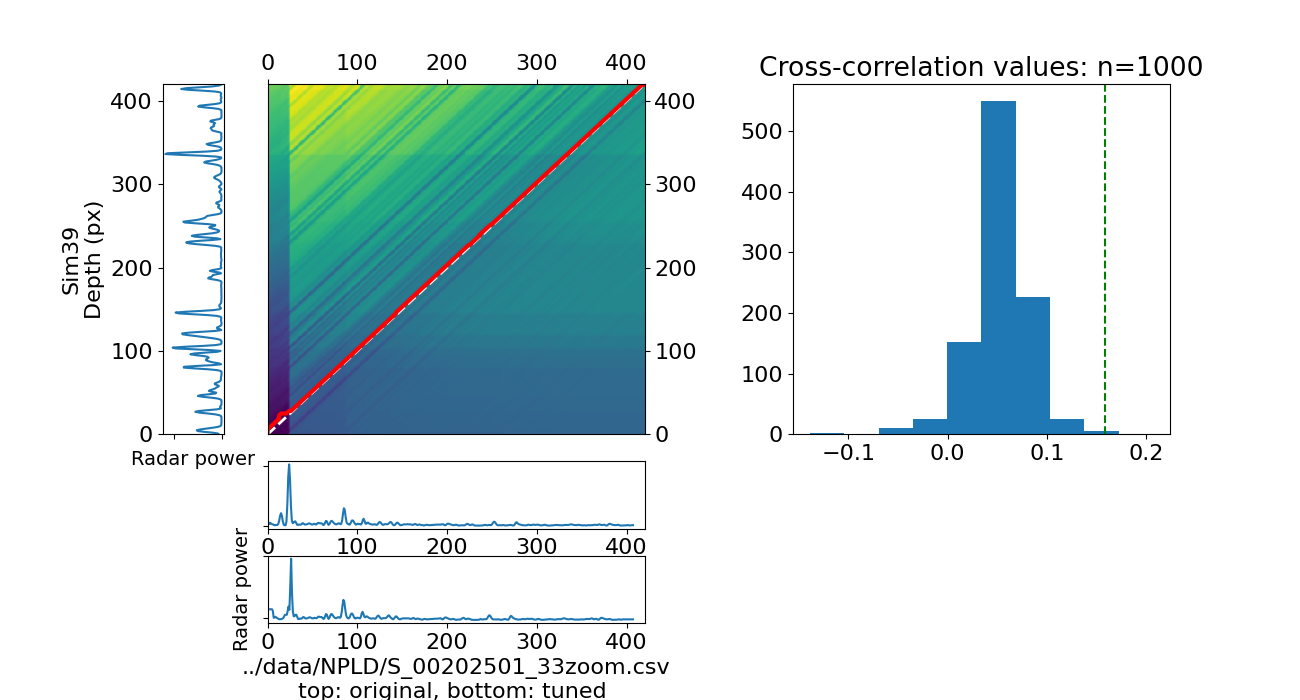 0 100 200 300 400
Cross-correlation values: n=1000
400
300
200
100
0
Sim39
Depth (px)
Radar power
400
300
200
100
0
500
400
300
200
100
0
−0.1 0.0 0.1 0.2
0 100 200 300 400
Radar power
0 100 200 300 400
../data/NPLD/S_00202501_33zoom.csv
top: original, bottom: tuned